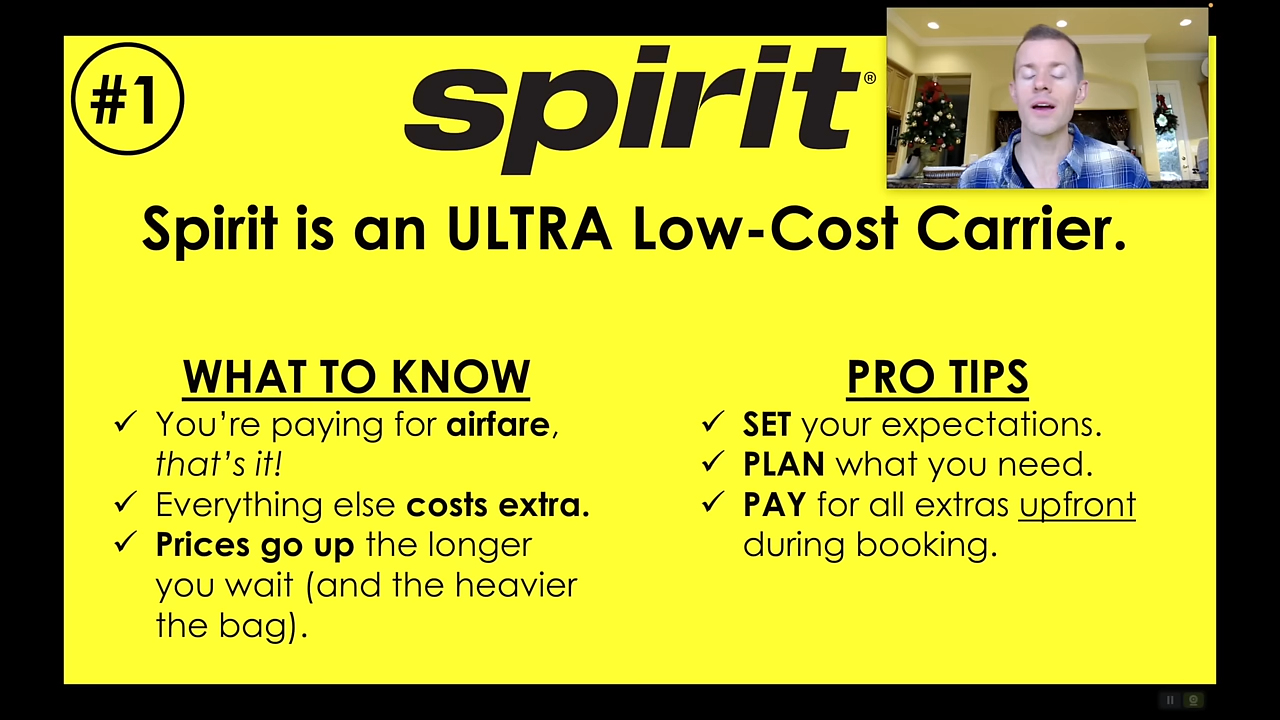 #1
spirit®
Spirit is an ULTRA Low-Cost Carrier.
WHAT TO KNOW
✓ You're paying for airfare,
that's it!
✓ Everything else costs extra.
✓ Prices go up the longer
you wait (and the heavier
the bag).
PRO TIPS
✓ SET your expectations.
✓ PLAN what you need.
✓ PAY for all extras upfront
during booking.